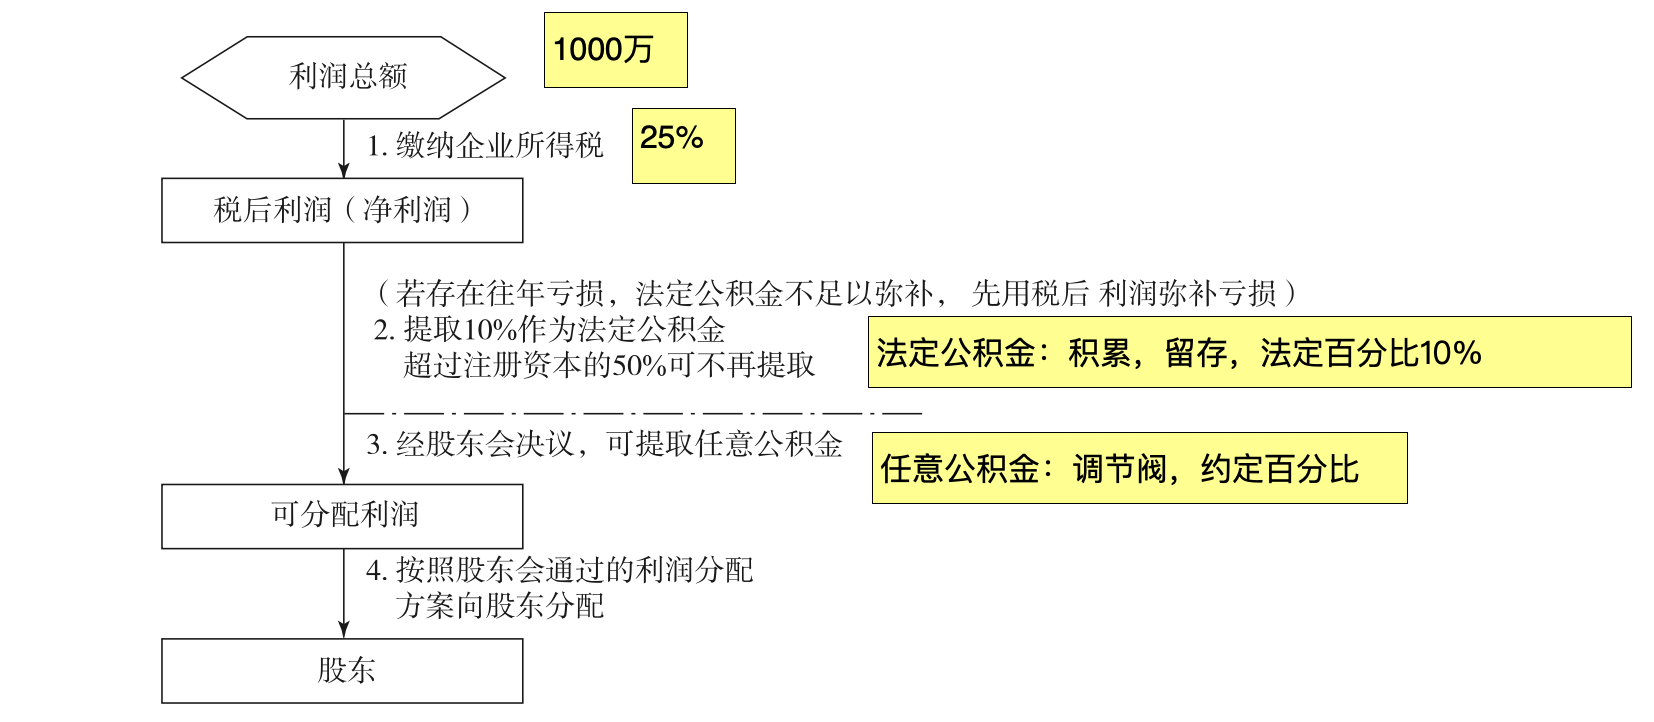 利润总额
1000万
1. 缴纳企业所得税
25%
税后利润（净利润）
（若存在往年亏损，法定公积金不足以弥补， 先用税后 利润弥补亏损）
2. 提取10%作为法定公积金
超过注册资本的50%可不再提取
法定公积金：积累，留存，法定百分比10%
3. 经股东会决议，可提取任意公积金
任意公积金：调节阀，约定百分比
可分配利润
4. 按照股东会通过的利润分配
方案向股东分配
股东